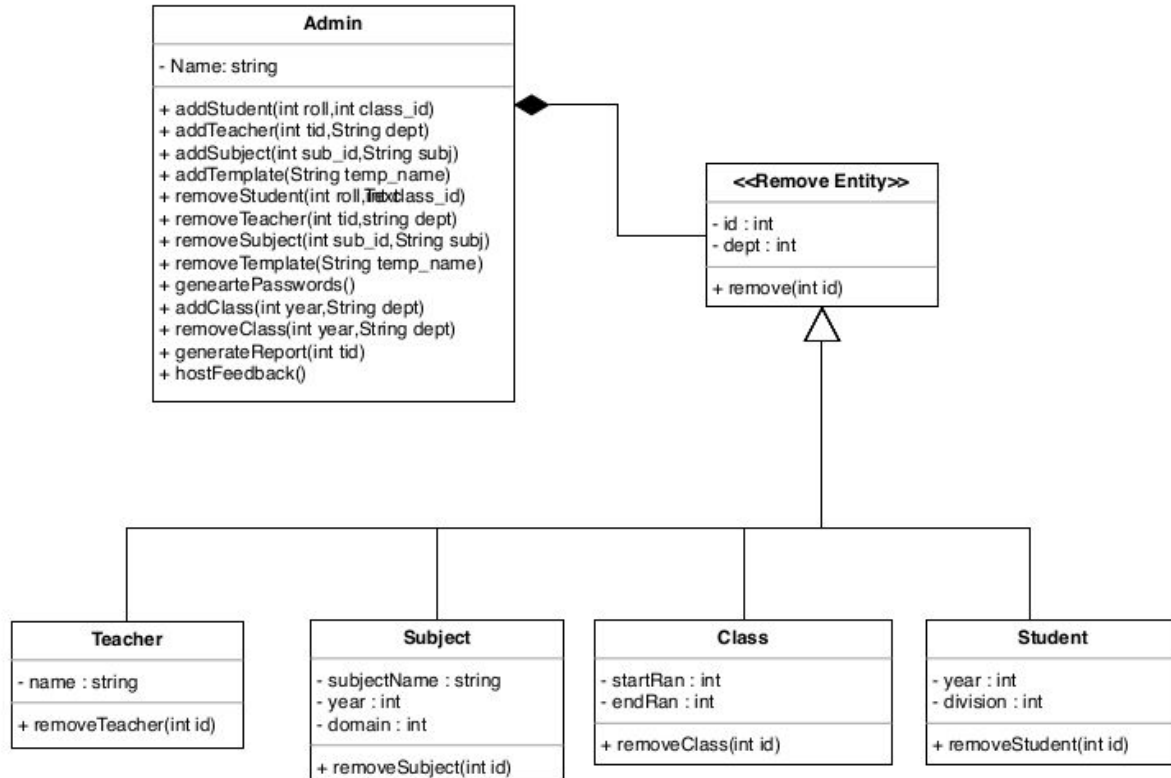 Admin
- Name: string
+ addStudent(int roll,int class_id)
+ addTeacher(int tid,String dept)
+ addSubject(int sub_id,String subj)
+ addTemplate(String temp_name)
+ removeStudent(int roll, class_id)
+ removeTeacher(int tid,string dept)
+ removeSubject(int sub_id,String subj)
+ removeTemplate(String temp_name)
+ geneartePasswords()
+ addClass(int year,String dept)
+ removeClass(int year,String dept)
+ generateReport(int tid)
+ hostFeedback()
<<Remove Entity>>
- id : int
- dept : int
+ remove(int id)
Teacher
- name : string
+ removeTeacher(int id)
Subject
- subjectName : string
- year : int
- domain : int
+ removeSubject(int id)
Class
- startRan : int
- endRan : int
+ removeClass(int id)
Student
- year : int
- division : int
+ removeStudent(int id)